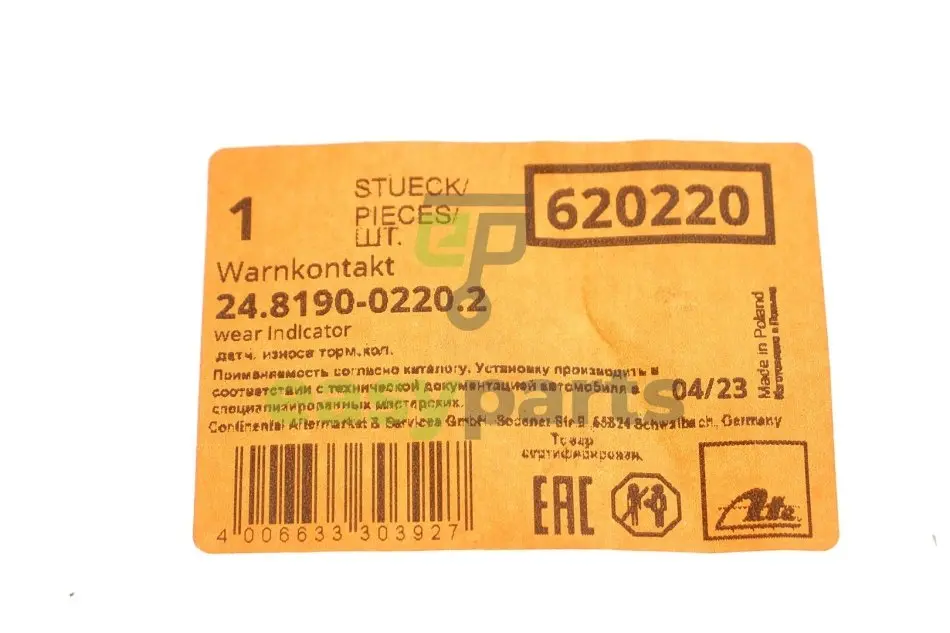 1
STUECK/
PIECES/
ШТ.
620220
Warnkontakt
24.8190-0220.2
wear indicator
датч. износа торм.кол.
Применяемость согласно каталогу. Установку производить в
соответствии с технической документацией автомобиля в
специализированных мастерских.
04/23
Made in Poland
Изготовлено в Польше
Continental Aftermarket & Services GmbH, Sodener Str.9, 65824 Schwalbach, Germany
Товар
сертифицирован
4 006633 303927
EAC
Ate
easyparts